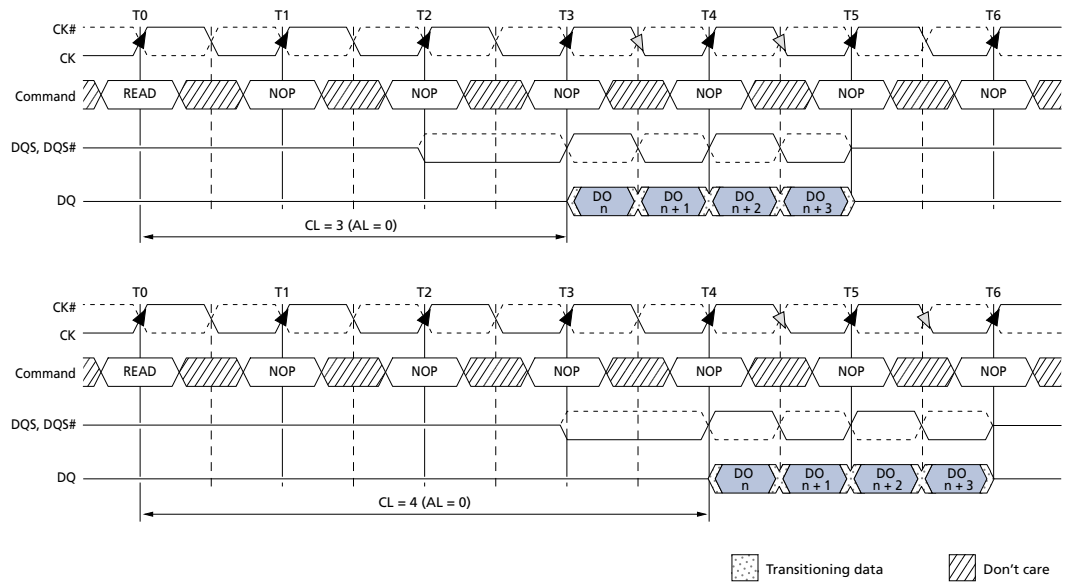 T0 T1 T2 T3 T4 T5 T6
CK#
CK
Command READ NOP NOP NOP NOP NOP NOP
DQS, DQS#
DQ DO n DO n + 1 DO n + 2 DO n + 3
CL = 3 (AL = 0)
T0 T1 T2 T3 T4 T5 T6
CK#
CK
Command READ NOP NOP NOP NOP NOP NOP
DQS, DQS#
DQ DO n DO n + 1 DO n + 2 DO n + 3
CL = 4 (AL = 0)
Transitioning data Don't care